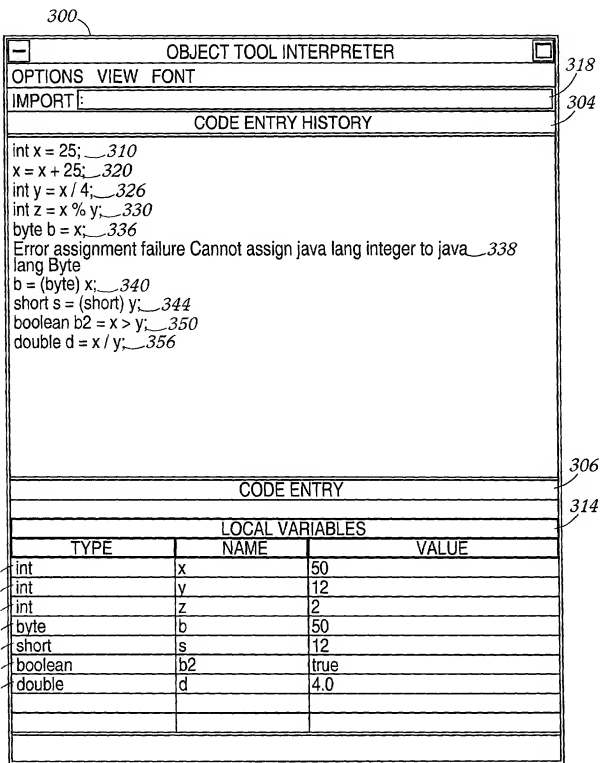 300
OBJECT TOOL INTERPRETER
OPTIONS VIEW FONT
318
IMPORT :
304
CODE ENTRY HISTORY
int x = 25; 310
x = x + 25; 320
int y = x / 4; 326
int z = x % y; 330
byte b = x; 336
Error assignment failure Cannot assign java lang integer to java 338
lang Byte
b = (byte) x; 340
short s = (short) y; 344
boolean b2 = x > y; 350
double d = x / y; 356
306
CODE ENTRY
314
LOCAL VARIABLES
TYPE NAME VALUE
int x 50
int y 12
int z 2
byte b 50
short s 12
boolean b2 true
double d 4.0